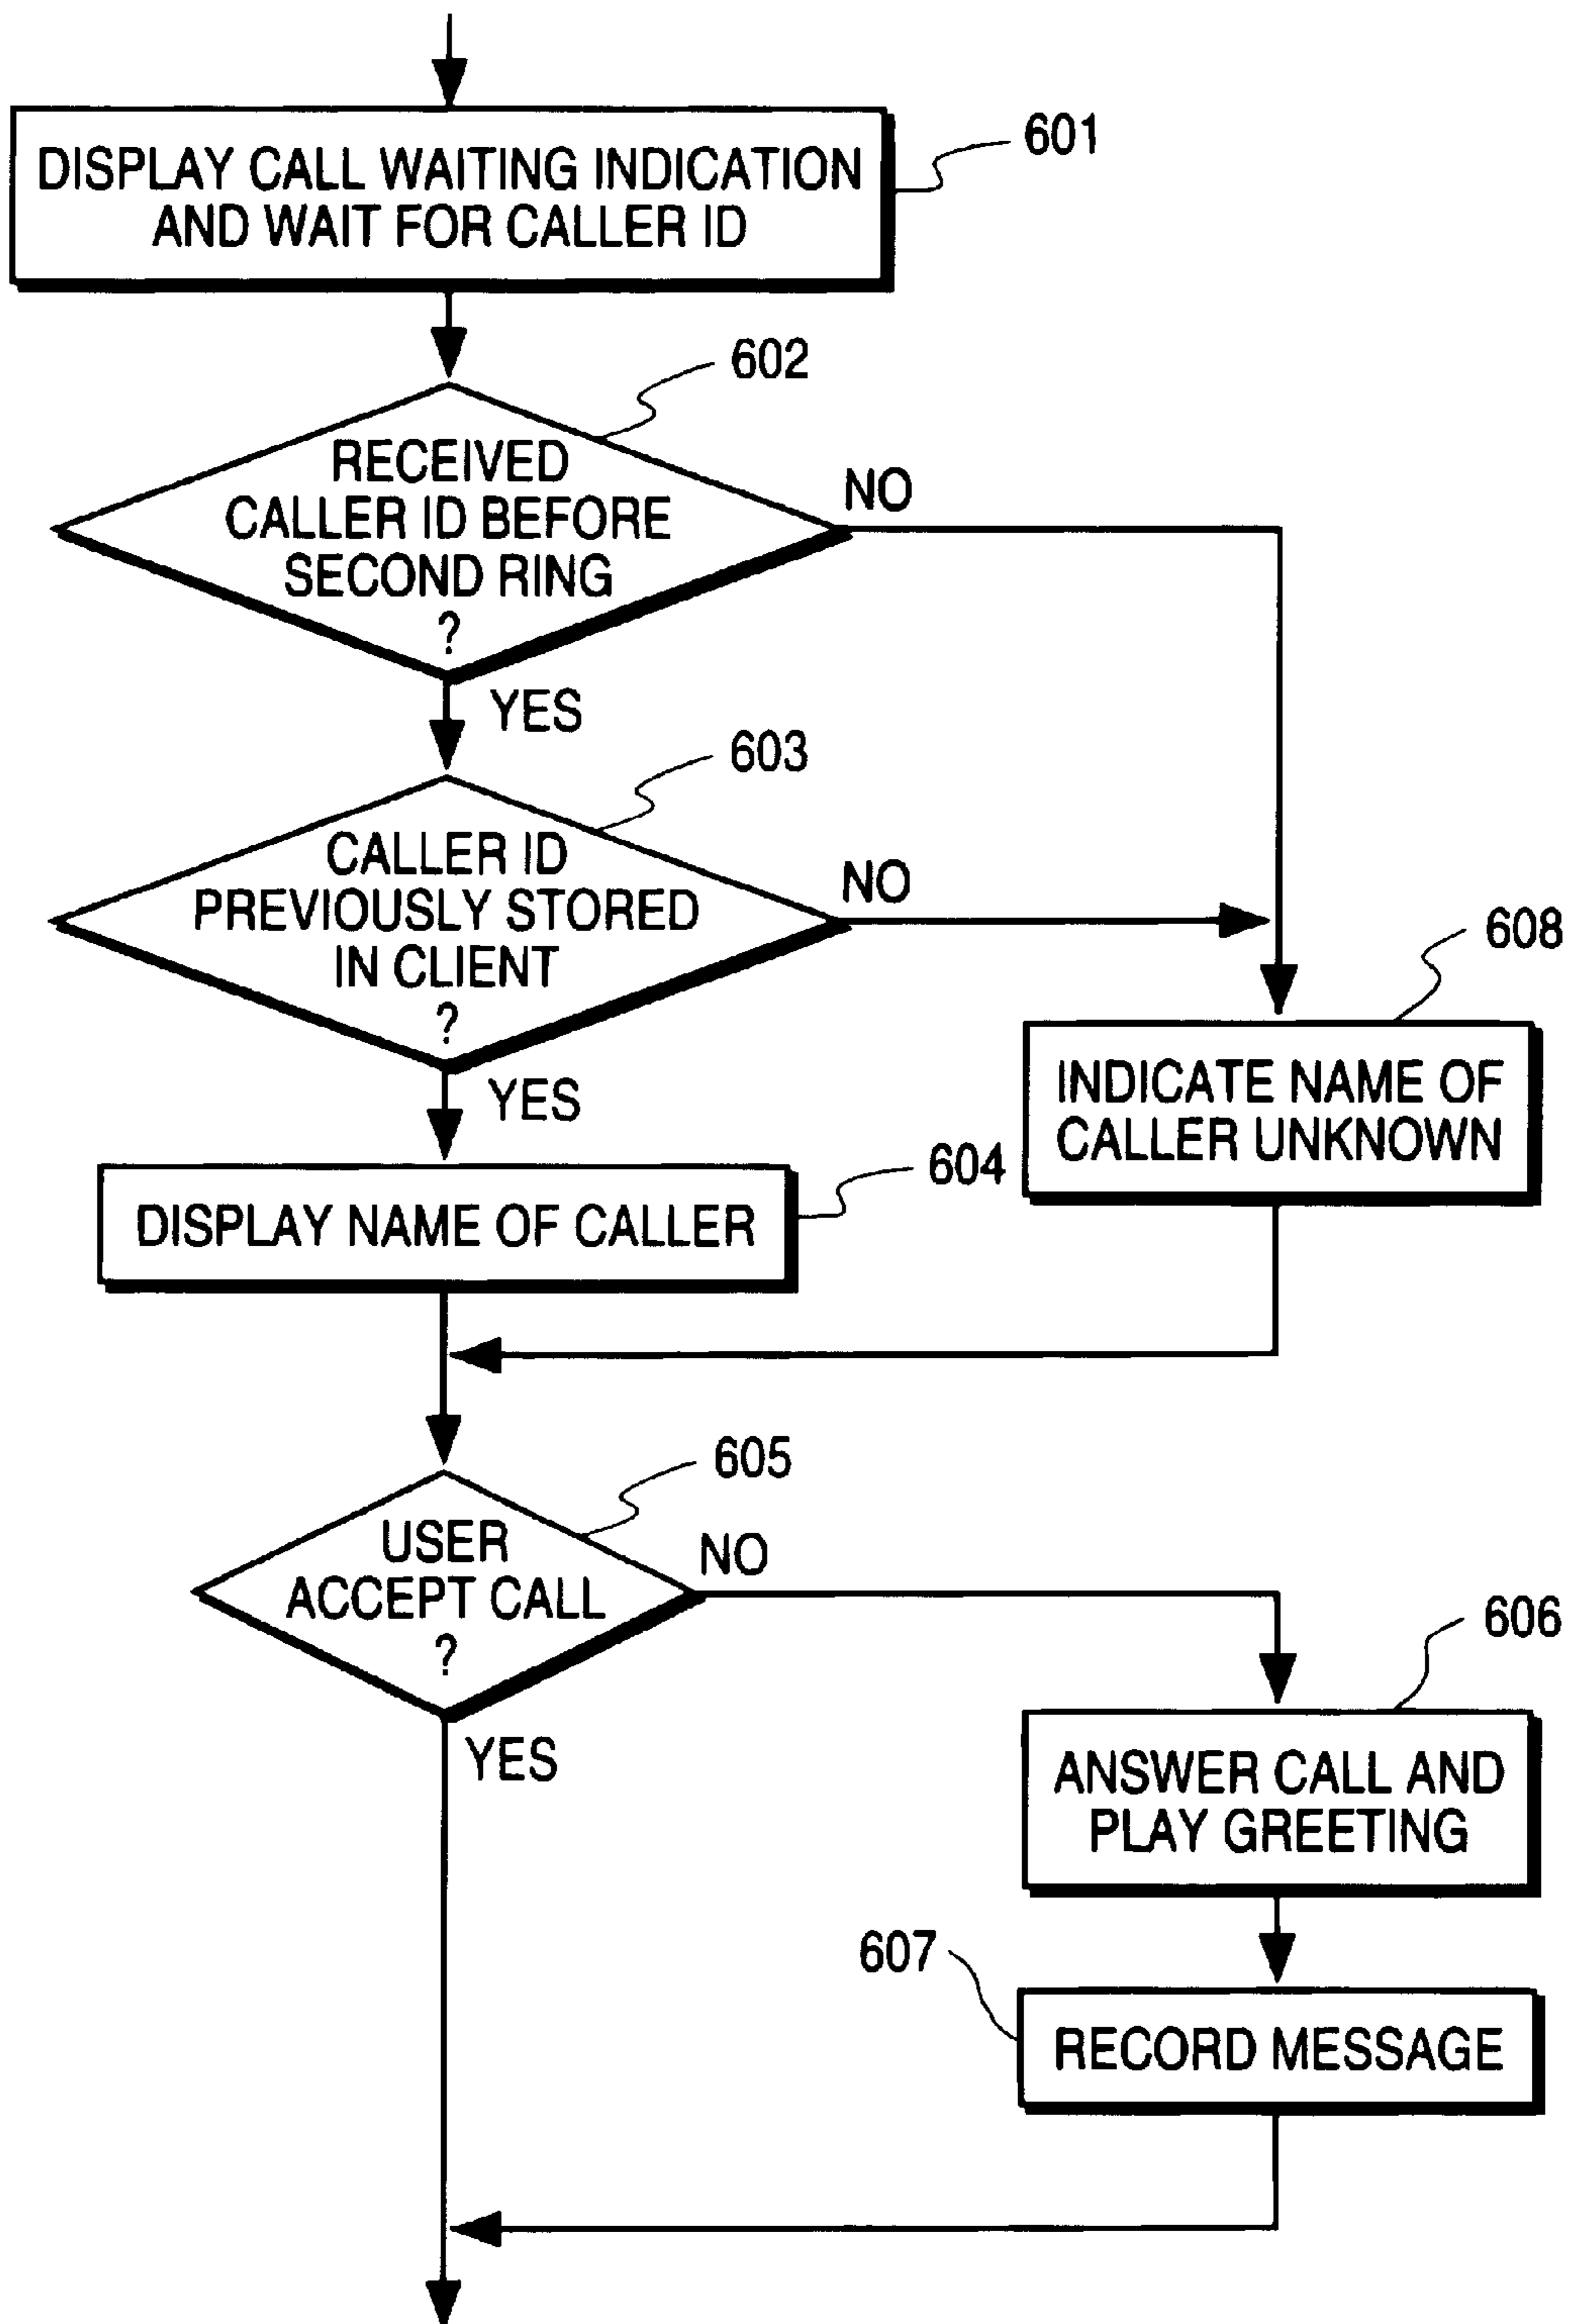 DISPLAY CALL WAITING INDICATION
AND WAIT FOR CALLER ID
601
602
RECEIVED
CALLER ID BEFORE
SECOND RING
?
NO
YES
603
CALLER ID
PREVIOUSLY STORED
IN CLIENT
?
NO
YES
608
INDICATE NAME OF
CALLER UNKNOWN
604
DISPLAY NAME OF CALLER
605
USER
ACCEPT CALL
?
NO
YES
606
ANSWER CALL AND
PLAY GREETING
607
RECORD MESSAGE